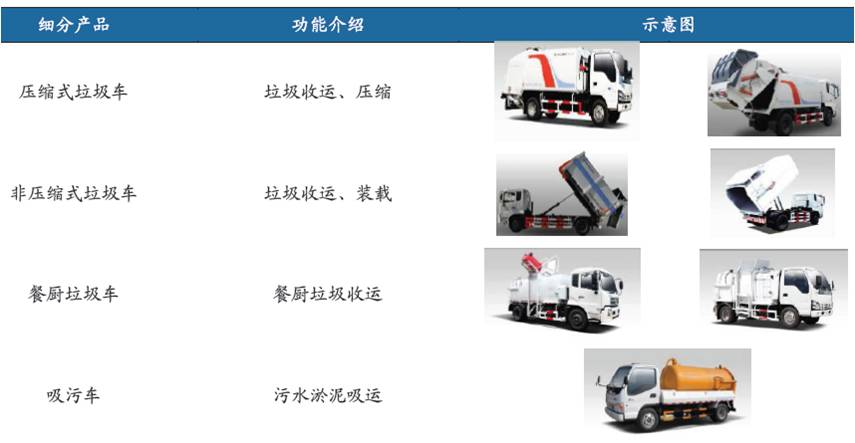 细分产品 功能介绍 示意图
压缩式垃圾车 垃圾收运、压缩
非压缩式垃圾车 垃圾收运、装载
餐厨垃圾车 餐厨垃圾收运
吸污车 污水淤泥吸运